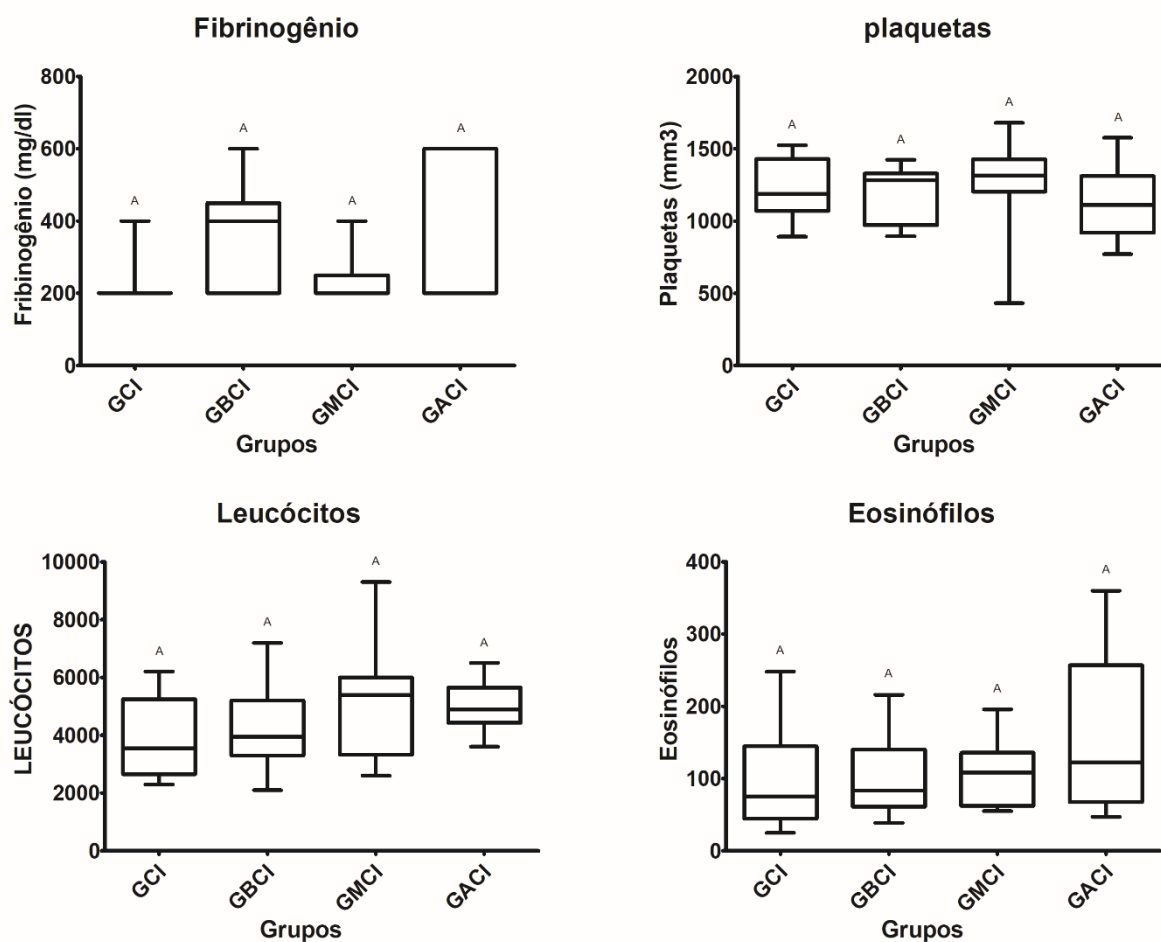 Fibrinogênio
Fribinogênio (mg/dl)
800
600
400
200
0
A
A
A
A
GCI
GBCI
GMCI
GACI
Grupos
plaquetas
Plaquetas (mm3)
2000
1500
1000
500
0
A
A
A
A
GCI
GBCI
GMCI
GACI
Grupos
Leucócitos
LEUCÓCITOS
10000
8000
6000
4000
2000
0
A
A
A
A
GCI
GBCI
GMCI
GACI
Grupos
Eosinófilos
Eosinófilos
400
300
200
100
0
A
A
A
A
GCI
GBCI
GMCI
GACI
Grupos